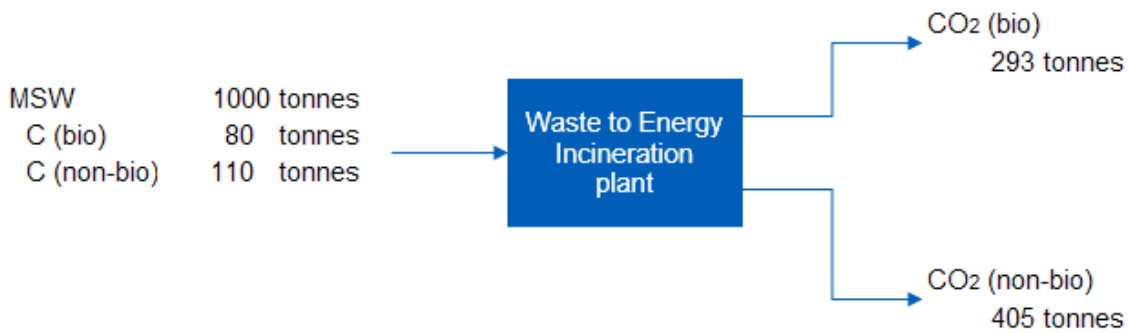 MSW 1000 tonnes
C (bio) 80 tonnes
C (non-bio) 110 tonnes
Waste to Energy
Incineration
plant
CO2 (bio)
293 tonnes
CO2 (non-bio)
405 tonnes